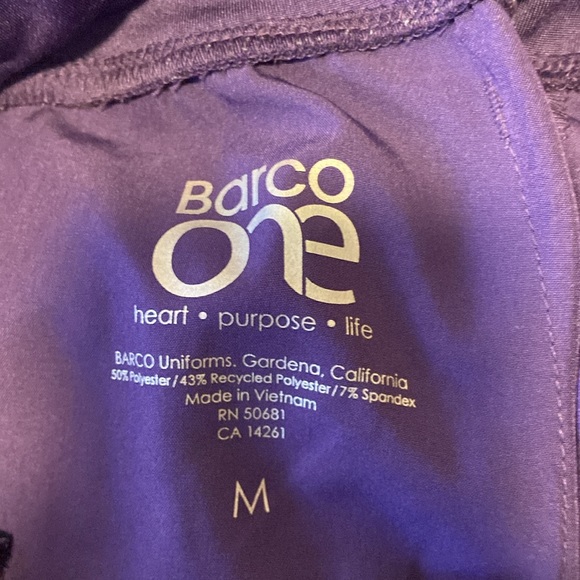 Barco
one
heart • purpose • life
BARCO Uniforms. Gardena, California
50% Polyester / 43% Recycled Polyester / 7% Spandex
Made in Vietnam
RN 50681
CA 14261
M